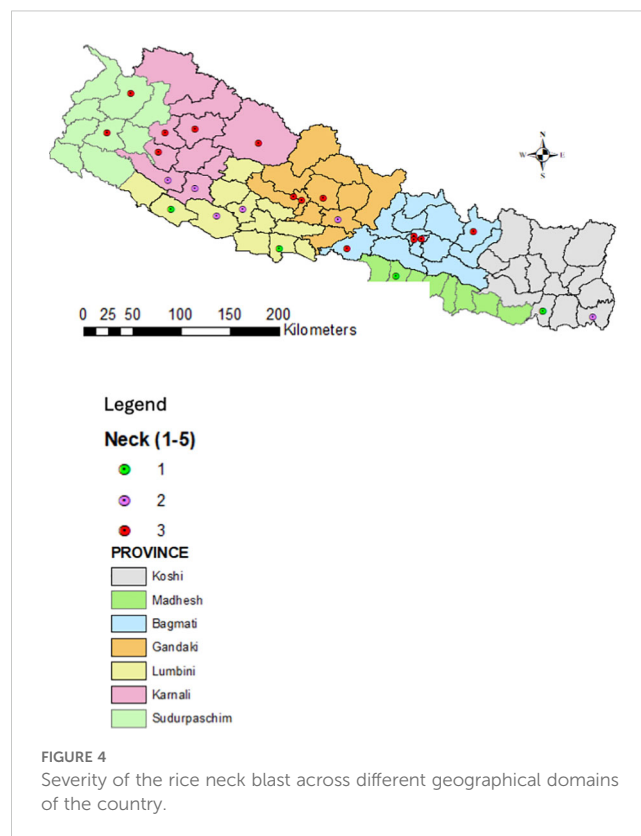 N
W E
S
0 25 50 100 150 200
Kilometers
Legend
Neck (1-5)
1
2
3
PROVINCE
Koshi
Madhesh
Bagmati
Gandaki
Lumbini
Karnali
Sudurpaschim
FIGURE 4
Severity of the rice neck blast across different geographical domains
of the country.